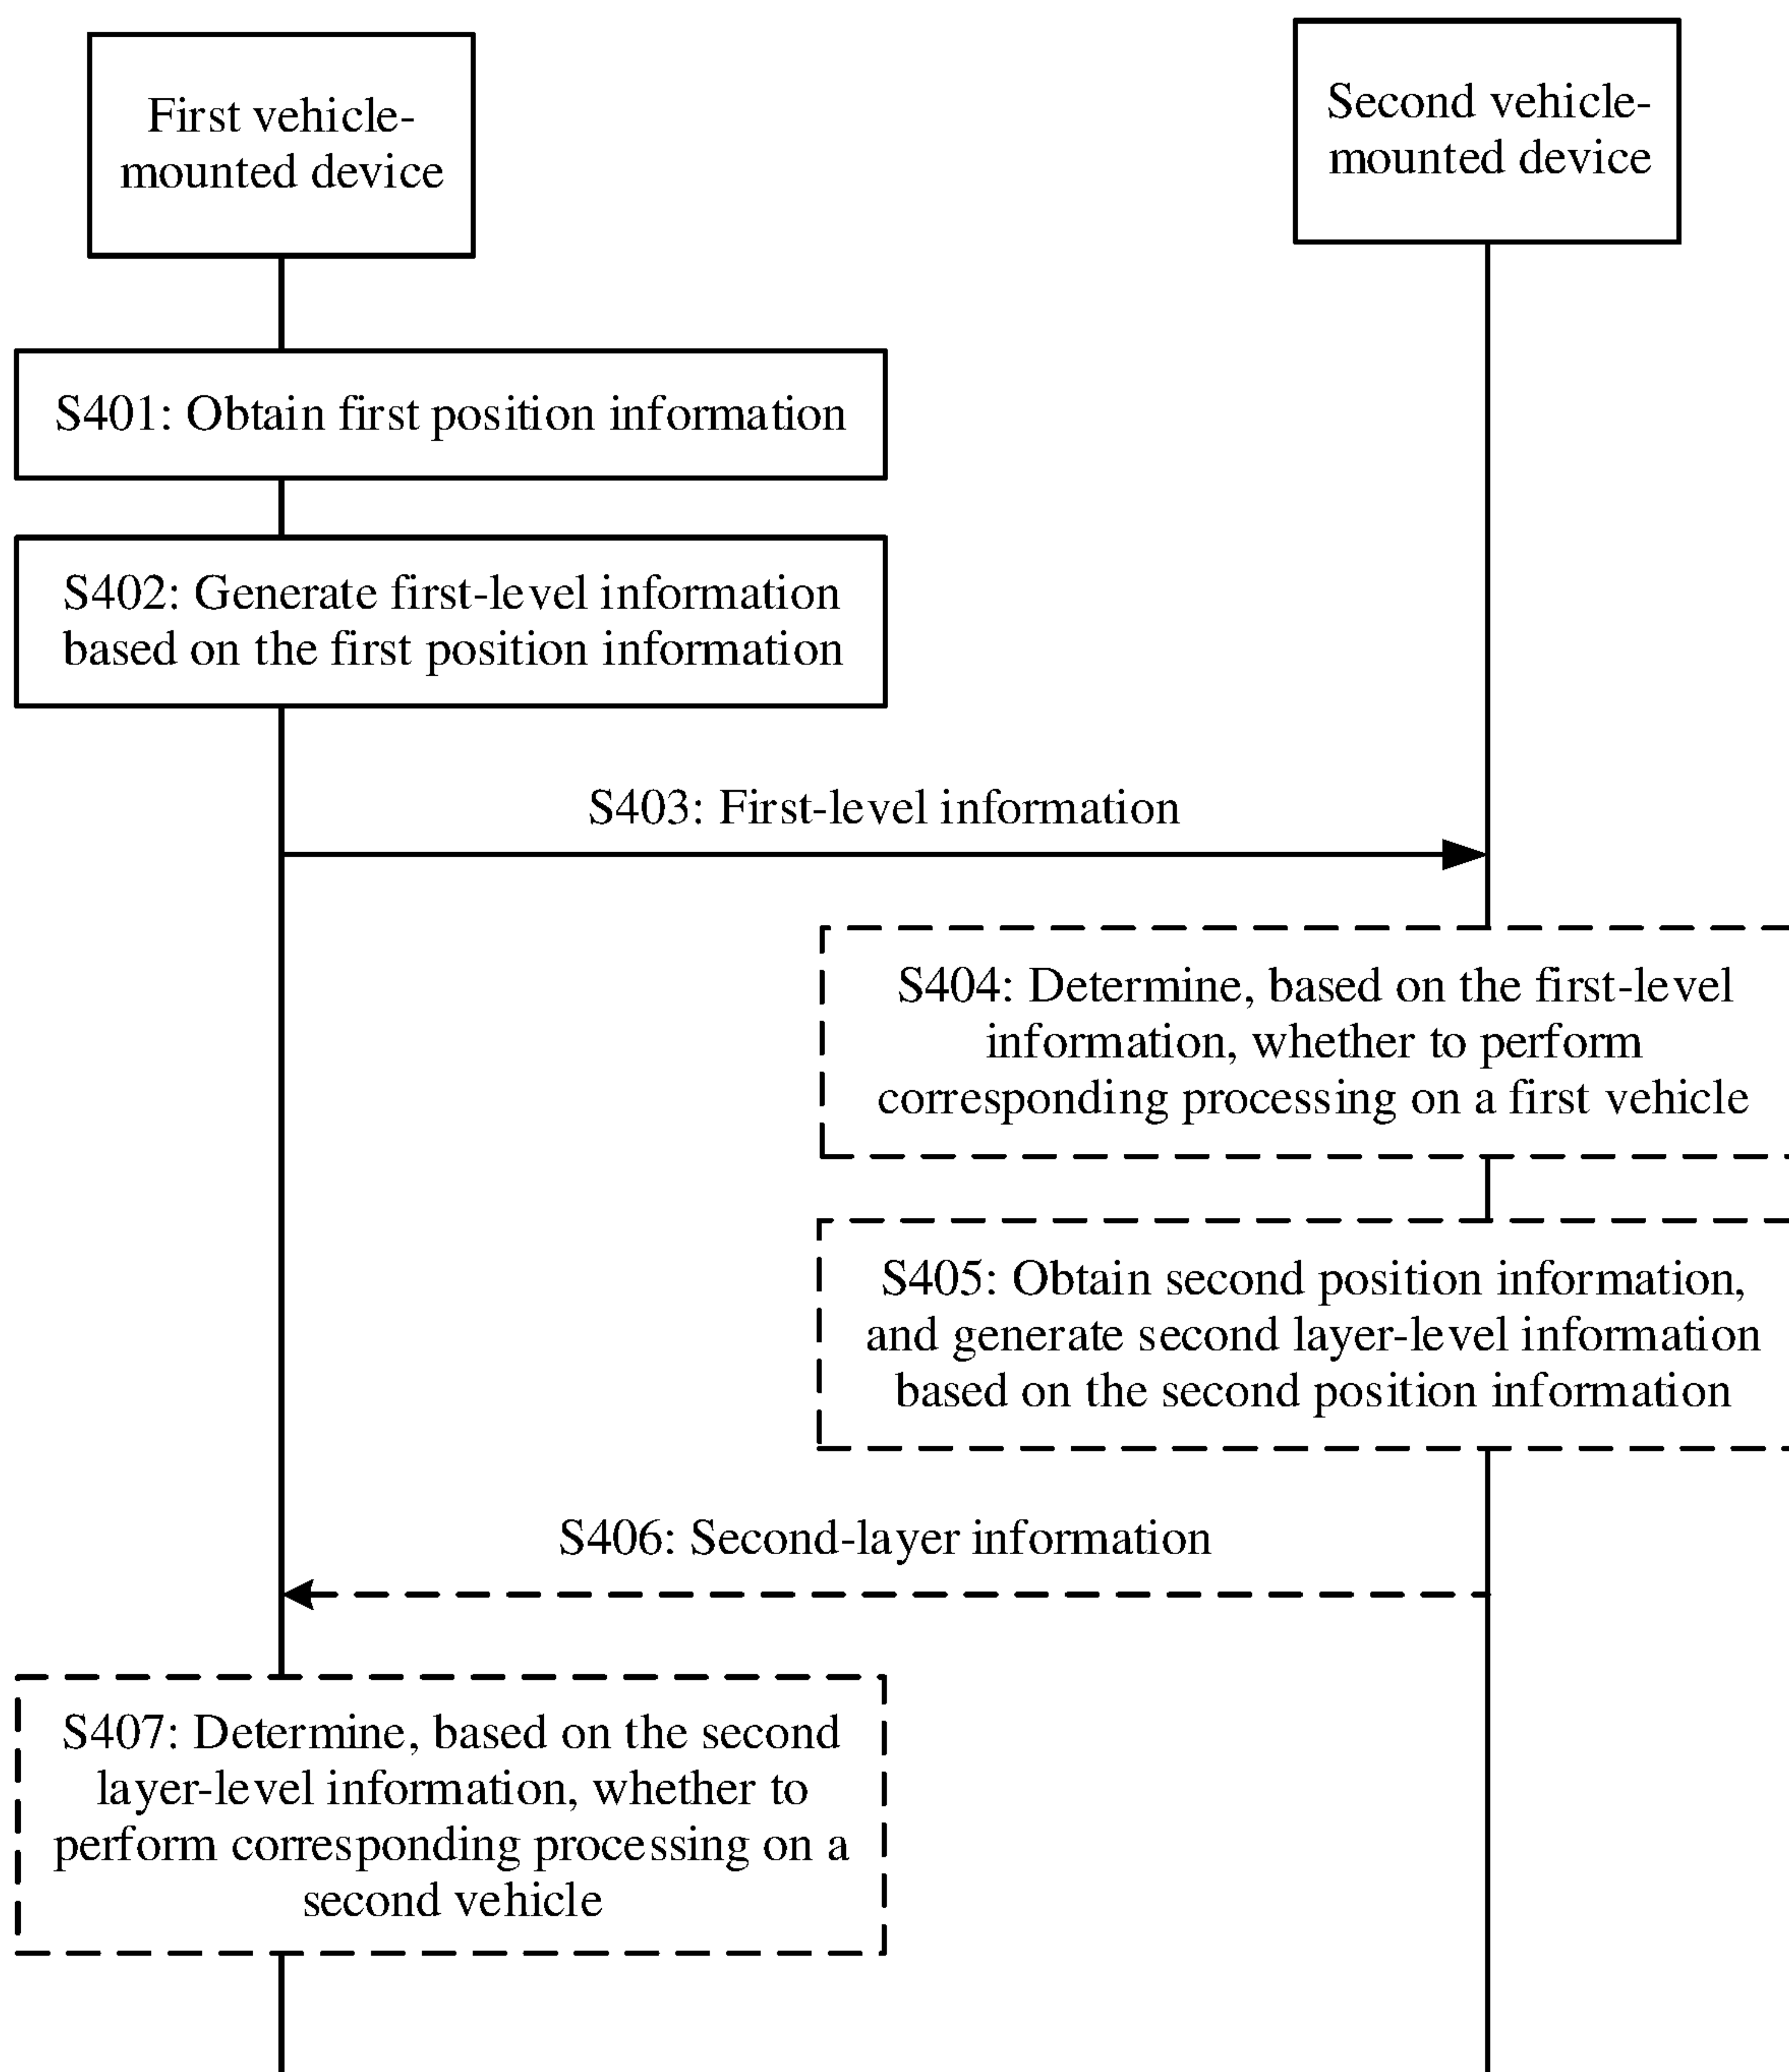 First vehicle-
mounted device
Second vehicle-
mounted device
S401: Obtain first position information
S402: Generate first-level information
based on the first position information
S403: First-level information
S404: Determine, based on the first-level
information, whether to perform
corresponding processing on a first vehicle
S405: Obtain second position information,
and generate second layer-level information
based on the second position information
S406: Second-layer information
S407: Determine, based on the second
layer-level information, whether to
perform corresponding processing on a
second vehicle